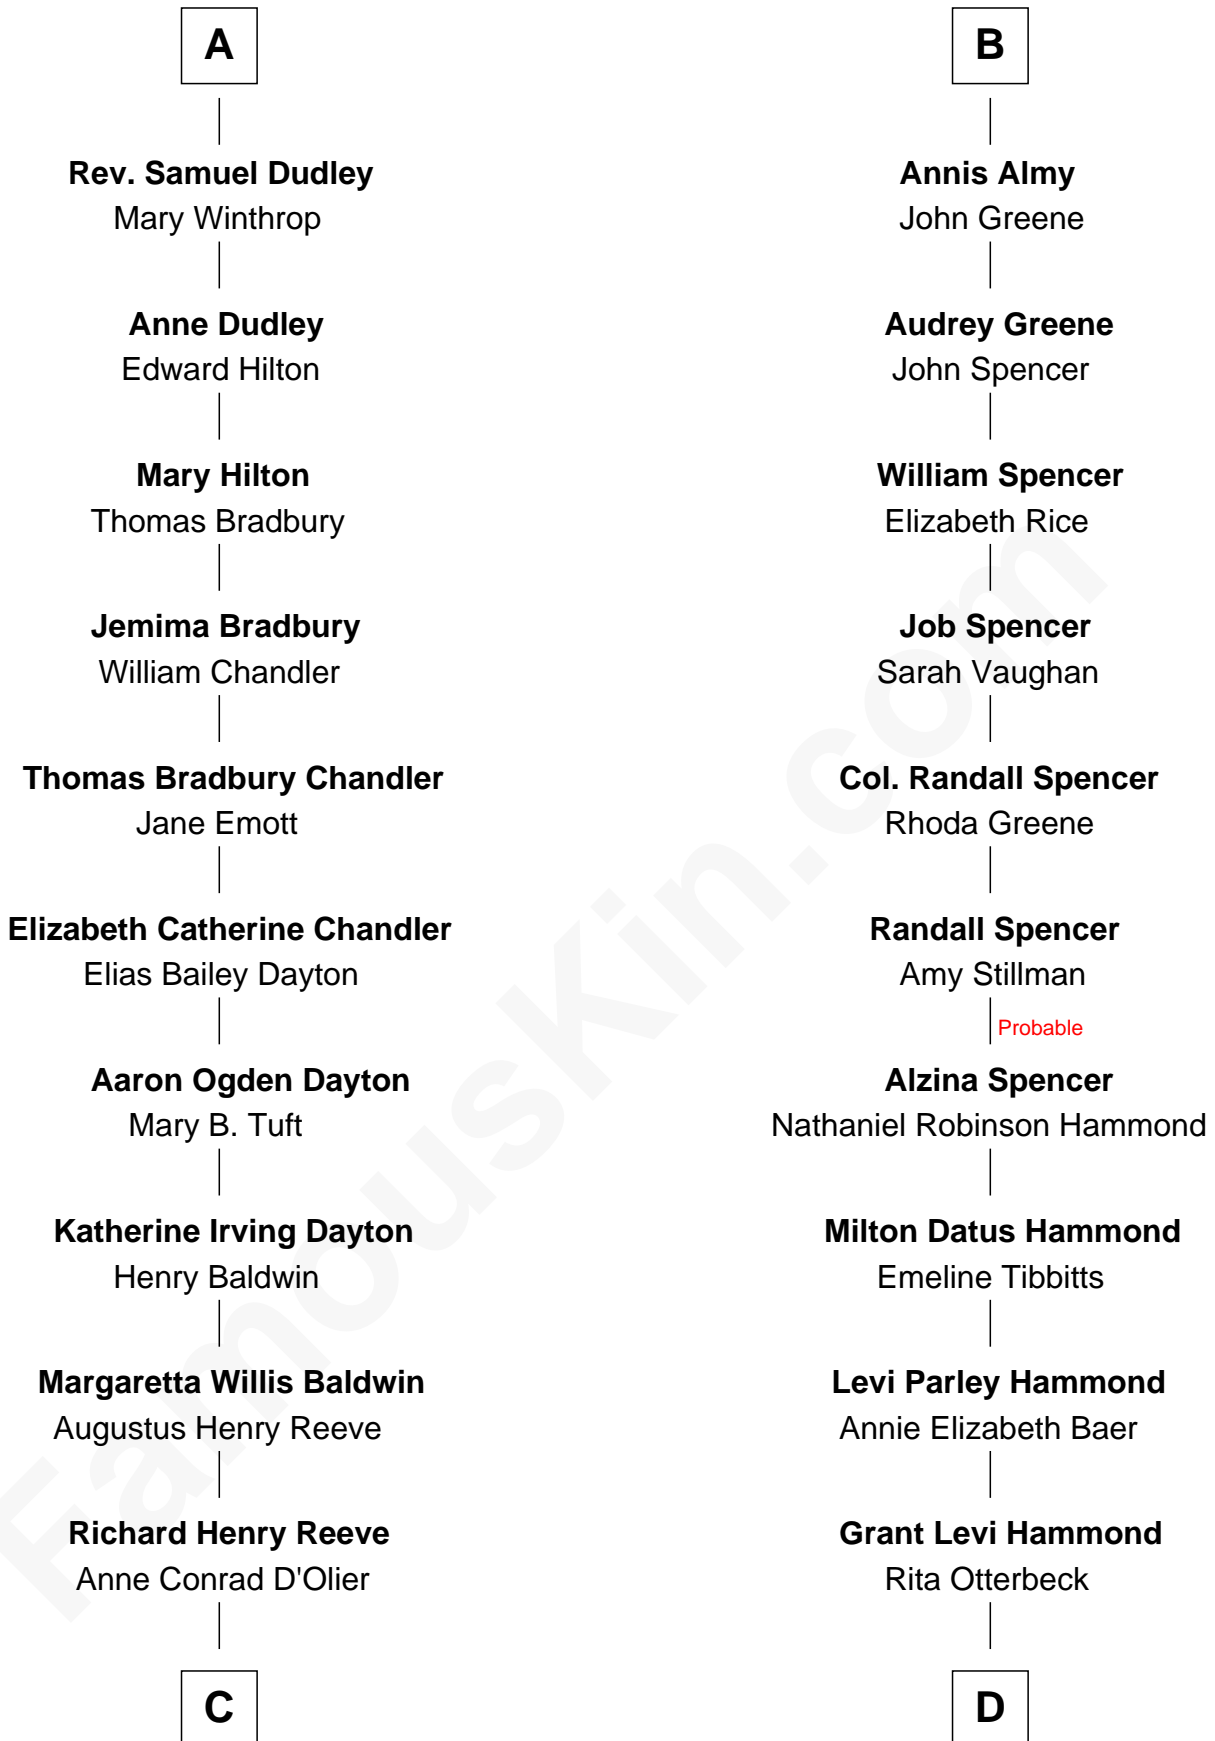 A
Rev. Samuel Dudley
Mary Winthrop
Anne Dudley
Edward Hilton
Mary Hilton
Thomas Bradbury
Jemima Bradbury
William Chandler
Thomas Bradbury Chandler
Jane Emott
Elizabeth Catherine Chandler
Elias Bailey Dayton
Aaron Ogden Dayton
Mary B. Tuft
Katherine Irving Dayton
Henry Baldwin
Margaretta Willis Baldwin
Augustus Henry Reeve
Richard Henry Reeve
Anne Conrad D'Olier
C
B
Annis Almy
John Greene
Audrey Greene
John Spencer
William Spencer
Elizabeth Rice
Job Spencer
Sarah Vaughan
Col. Randall Spencer
Rhoda Greene
Randall Spencer
Amy Stillman
Probable
Alzina Spencer
Nathaniel Robinson Hammond
Milton Datus Hammond
Emeline Tibbitts
Levi Parley Hammond
Annie Elizabeth Baer
Grant Levi Hammond
Rita Otterbeck
D
FamousKin.com